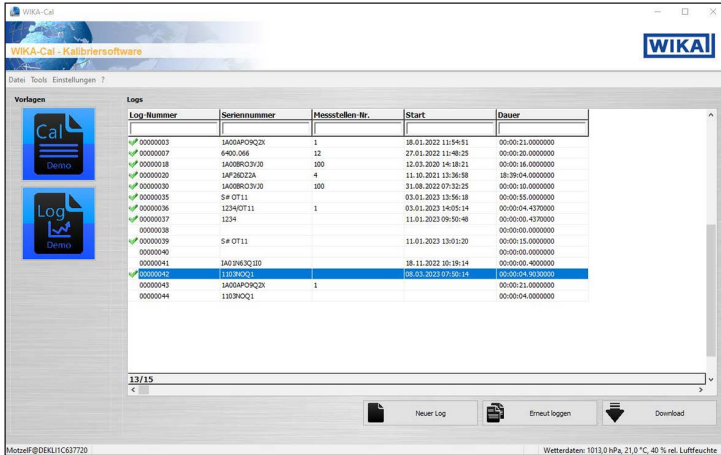 WIKA-Cal
WIKA-Cal - Kalibriersoftware
WIKA
Datei Tools Einstellungen ?
Vorlagen
Cal
Demo
Log
Demo
Logs
Log-Nummer Seriennummer Messstellen-Nr. Start Dauer
00000003 1A00APO9Q2X 1 18.01.2022 11:54:51 00:00:21.0000000
00000007 6400.066 12 27.01.2022 11:48:25 00:00:20.0000000
00000018 1A00BRO3VJ0 100 12.03.2020 14:18:21 00:00:16.0000000
00000020 1AF26DZ2A 4 11.10.2021 13:36:58 18:39:04.0000000
00000030 1A00BRO3VJ0 100 31.08.2022 07:32:25 00:00:10.0000000
00000035 S# OT11 03.01.2023 13:56:18 00:00:55.0000000
00000036 1234/OT11 1 03.01.2023 14:05:14 00:00:04.4370000
00000037 1234 11.01.2023 09:50:48 00:00:00.4370000
00000038 00:00:00.0000000
00000039 S# OT11 11.01.2023 13:01:20 00:00:15.0000000
00000040 00:00:00.0000000
00000041 IA01N63Q1I0 18.11.2022 10:19:14 00:00:00.4000000
00000042 1103NOQ1 08.03.2023 07:50:14 00:00:04.9030000
00000043 1A00APO9Q2X 1 00:00:21.0000000
00000044 1103NOQ1 00:00:04.0000000
13/15
Neuer Log
Erneut loggen
Download
MotzelF@DEKLI1C637720 Wetterdaten: 1013,0 hPa, 21,0 °C, 40 % rel. Luftfeuchte